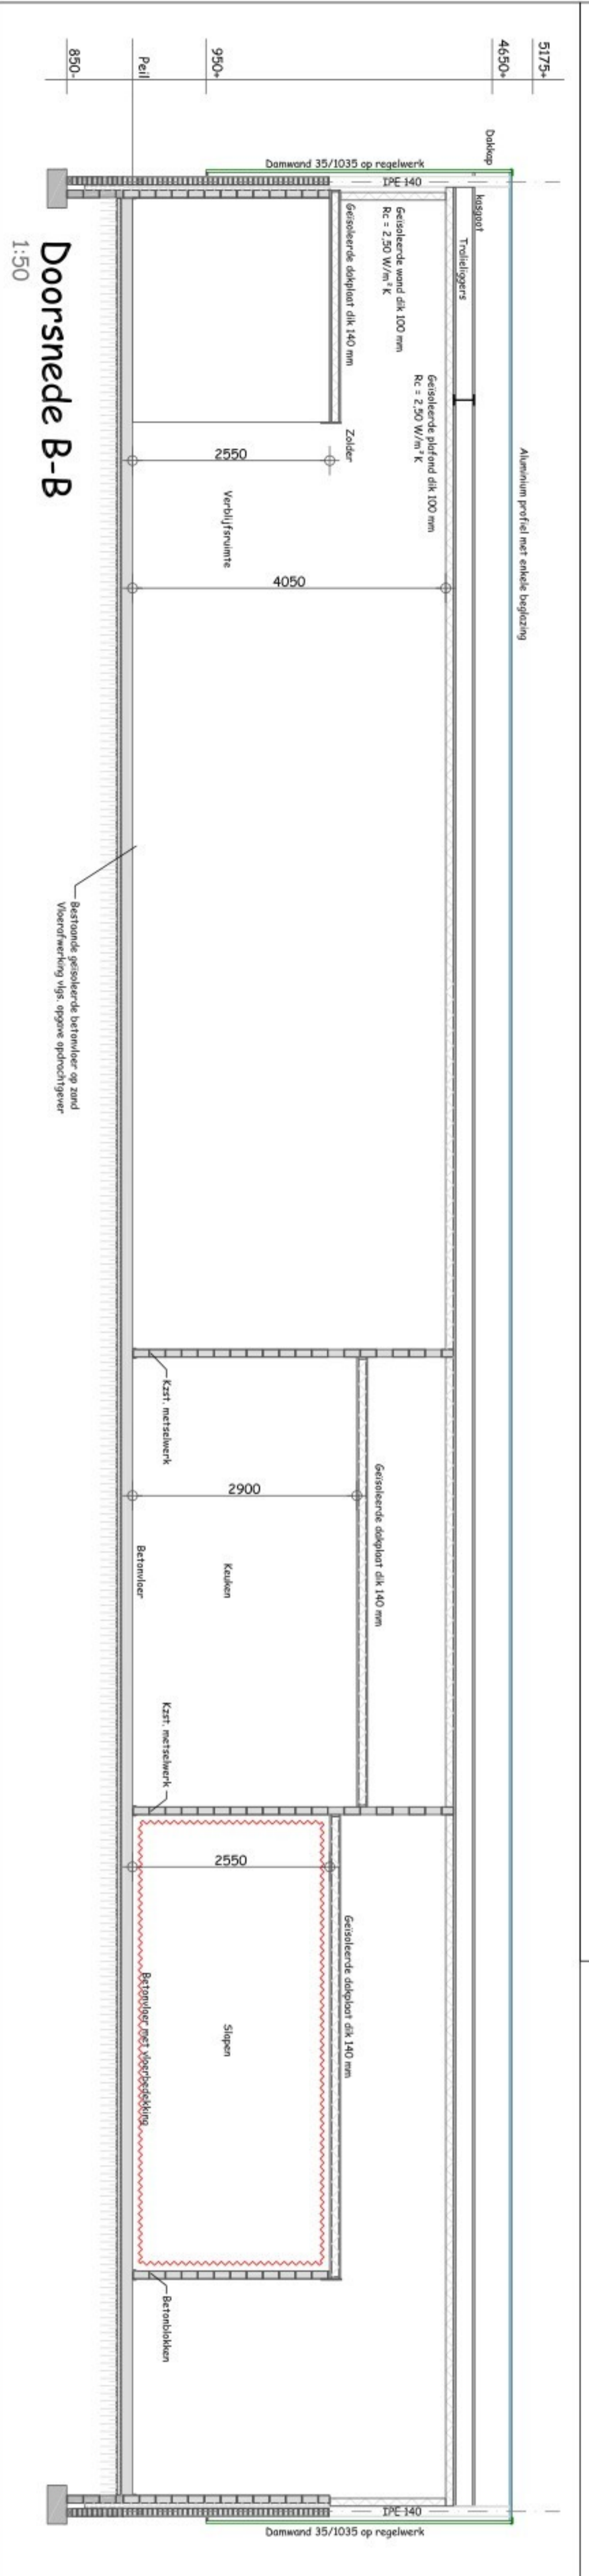 5175+
4650+
950+
Peil
850-
Dakkap
Damwand 35/1035 op regelwerk
IPE 140
kasgoot
Tralieliggers
Geïsoleerde wand dik 100 mm
Rc = 2,50 W/m² K
Geïsoleerde dakplaat dik 140 mm
Geïsoleerde plafond dik 100 mm
Rc = 2,50 W/m² K
Aluminium profiel met enkele beglazing
Zolder
2550
Verblijfsruimte
4050
Doorsnede B-B
1:50
Bestaande geïsoleerde betonvloer op zand
Vloerafwerking vlgs. opgave opdrachtgever
Kzst. metselwerk
2900
Geïsoleerde dakplaat dik 140 mm
Keuken
Betonvloer
Kzst. metselwerk
2550
Geïsoleerde dakplaat dik 140 mm
Slapen
Betonvloer met vloerbedekking
Betonblokken
IPE 140
Damwand 35/1035 op regelwerk